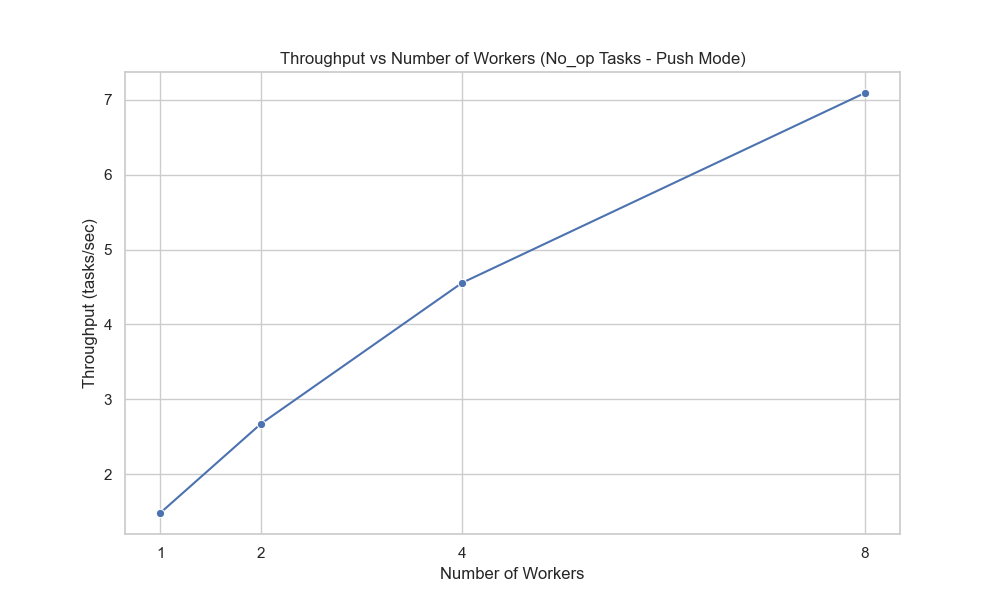 Throughput vs Number of Workers (No_op Tasks - Push Mode)
Throughput (tasks/sec)
7
6
5
4
3
2
1 2 4 8
Number of Workers